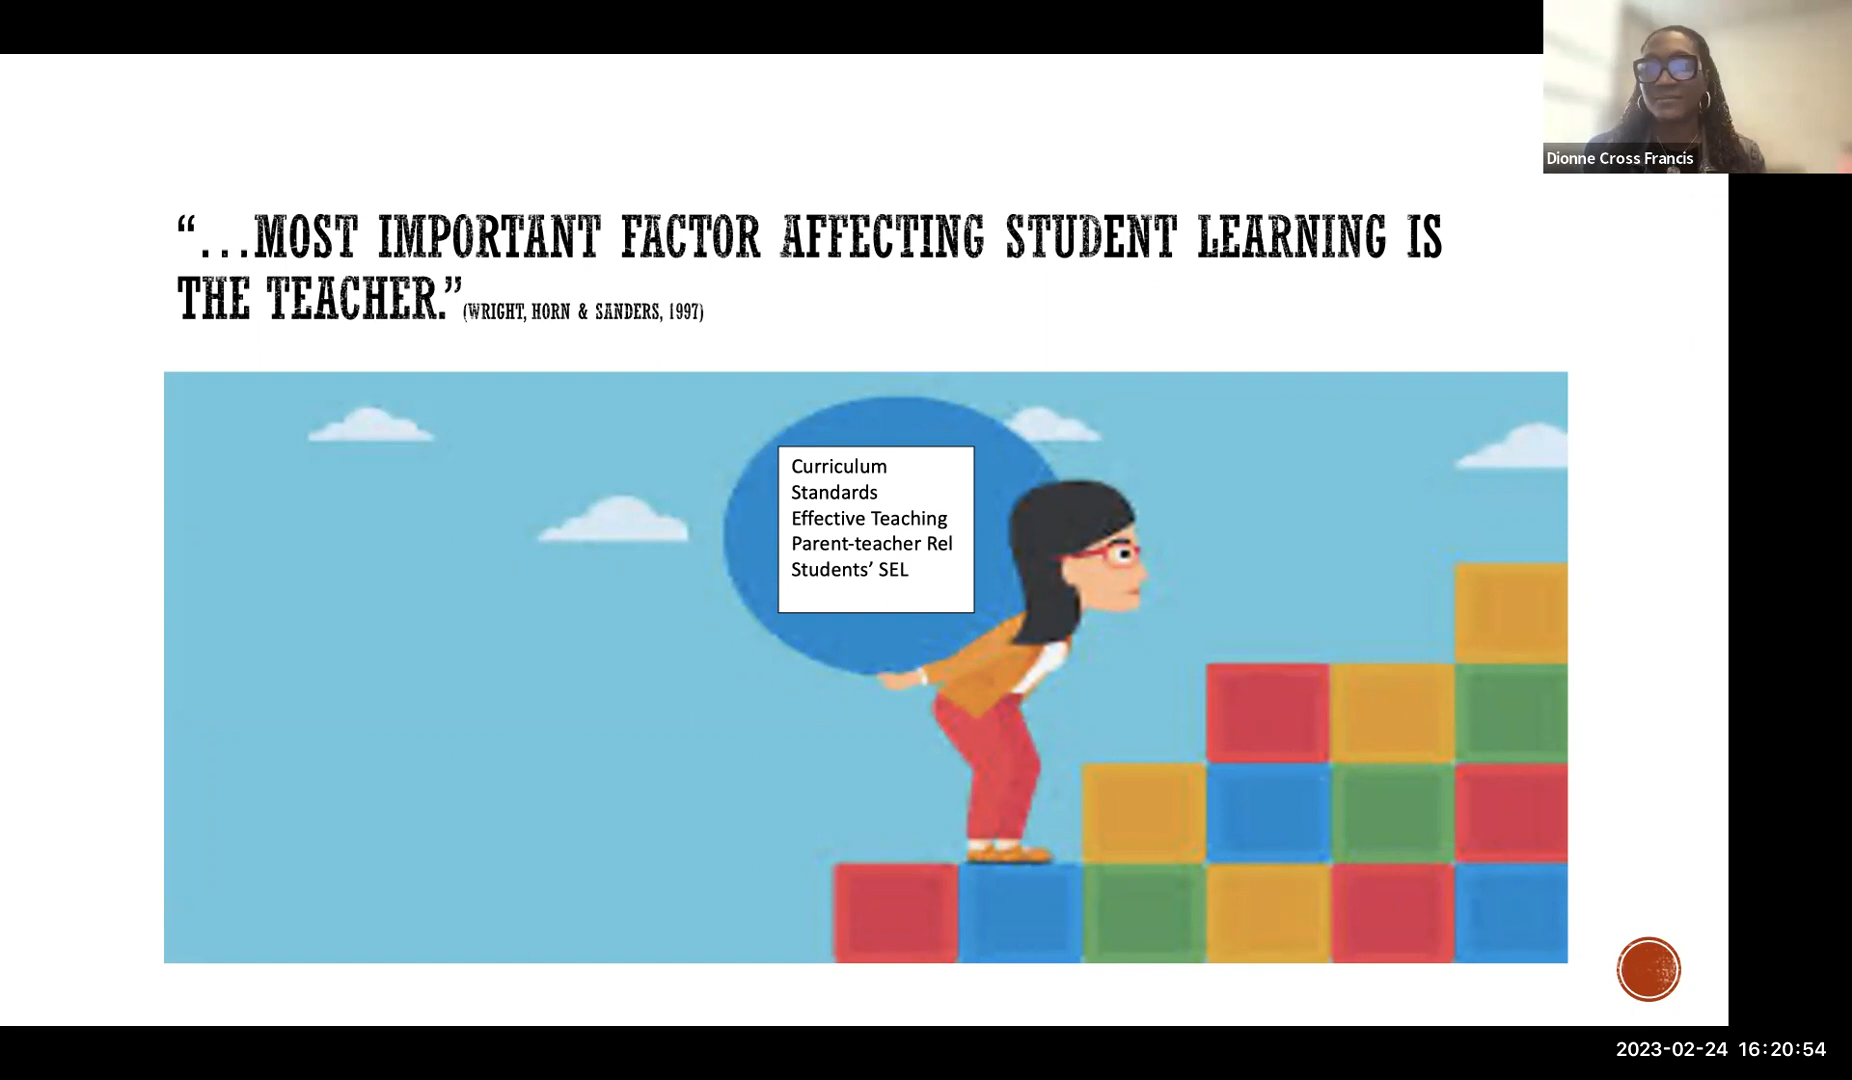 Dionne Cross Francis
“...MOST IMPORTANT FACTOR AFFECTING STUDENT LEARNING IS
THE TEACHER.” (WRIGHT, HORN & SANDERS, 1997)
Curriculum
Standards
Effective Teaching
Parent-teacher Rel
Students’ SEL
2023-02-24 16:20:54